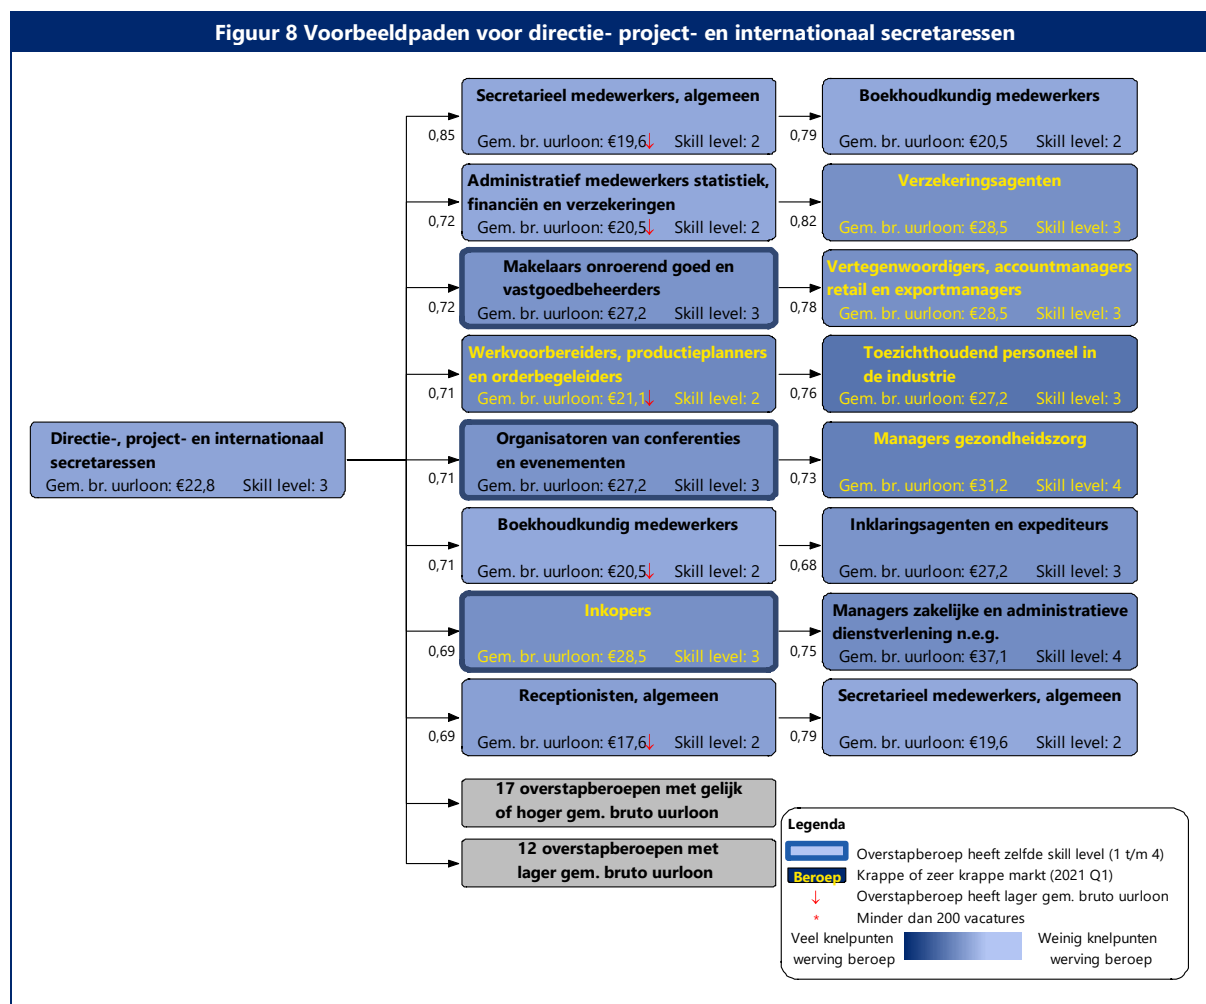 Figuur 8 Voorbeeldpaden voor directie- project- en internationaal secretaressen
Directie-, project- en internationaal
secretaressen
Gem. br. uurloon: €22,8 Skill level: 3
0,85
Secretarieel medewerkers, algemeen
Gem. br. uurloon: €19,6↓ Skill level: 2
0,79
Boekhoudkundig medewerkers
Gem. br. uurloon: €20,5 Skill level: 2
0,72
Administratief medewerkers statistiek,
financiën en verzekeringen
Gem. br. uurloon: €20,5↓ Skill level: 2
0,82
Verzekeringsagenten
Gem. br. uurloon: €28,5 Skill level: 3
0,72
Makelaars onroerend goed en
vastgoedbeheerders
Gem. br. uurloon: €27,2 Skill level: 3
0,78
Vertegenwoordigers, accountmanagers
retail en exportmanagers
Gem. br. uurloon: €28,5 Skill level: 3
0,71
Werkvoorbereiders, productieplanners
en orderbegeleiders
Gem. br. uurloon: €21,1↓ Skill level: 2
0,76
Toezichthoudend personeel in
de industrie
Gem. br. uurloon: €27,2 Skill level: 3
0,71
Organisatoren van conferenties
en evenementen
Gem. br. uurloon: €27,2 Skill level: 3
0,73
Managers gezondheidszorg
Gem. br. uurloon: €31,2 Skill level: 4
0,71
Boekhoudkundig medewerkers
Gem. br. uurloon: €20,5↓ Skill level: 2
0,68
Inklaringsagenten en expediteurs
Gem. br. uurloon: €27,2 Skill level: 3
0,69
Inkopers
Gem. br. uurloon: €28,5 Skill level: 3
0,75
Managers zakelijke en administratieve
dienstverlening n.e.g.
Gem. br. uurloon: €37,1 Skill level: 4
0,69
Receptionisten, algemeen
Gem. br. uurloon: €17,6↓ Skill level: 2
0,79
Secretarieel medewerkers, algemeen
Gem. br. uurloon: €19,6 Skill level: 2
17 overstapberoepen met gelijk
of hoger gem. bruto uurloon
12 overstapberoepen met
lager gem. bruto uurloon
Legenda
Overstapberoep heeft zelfde skill level (1 t/m 4)
Beroep Krappe of zeer krappe markt (2021 Q1)
↓ Overstapberoep heeft lager gem. bruto uurloon
* Minder dan 200 vacatures
Veel knelpunten Weinig knelpunten
werving beroep werving beroep